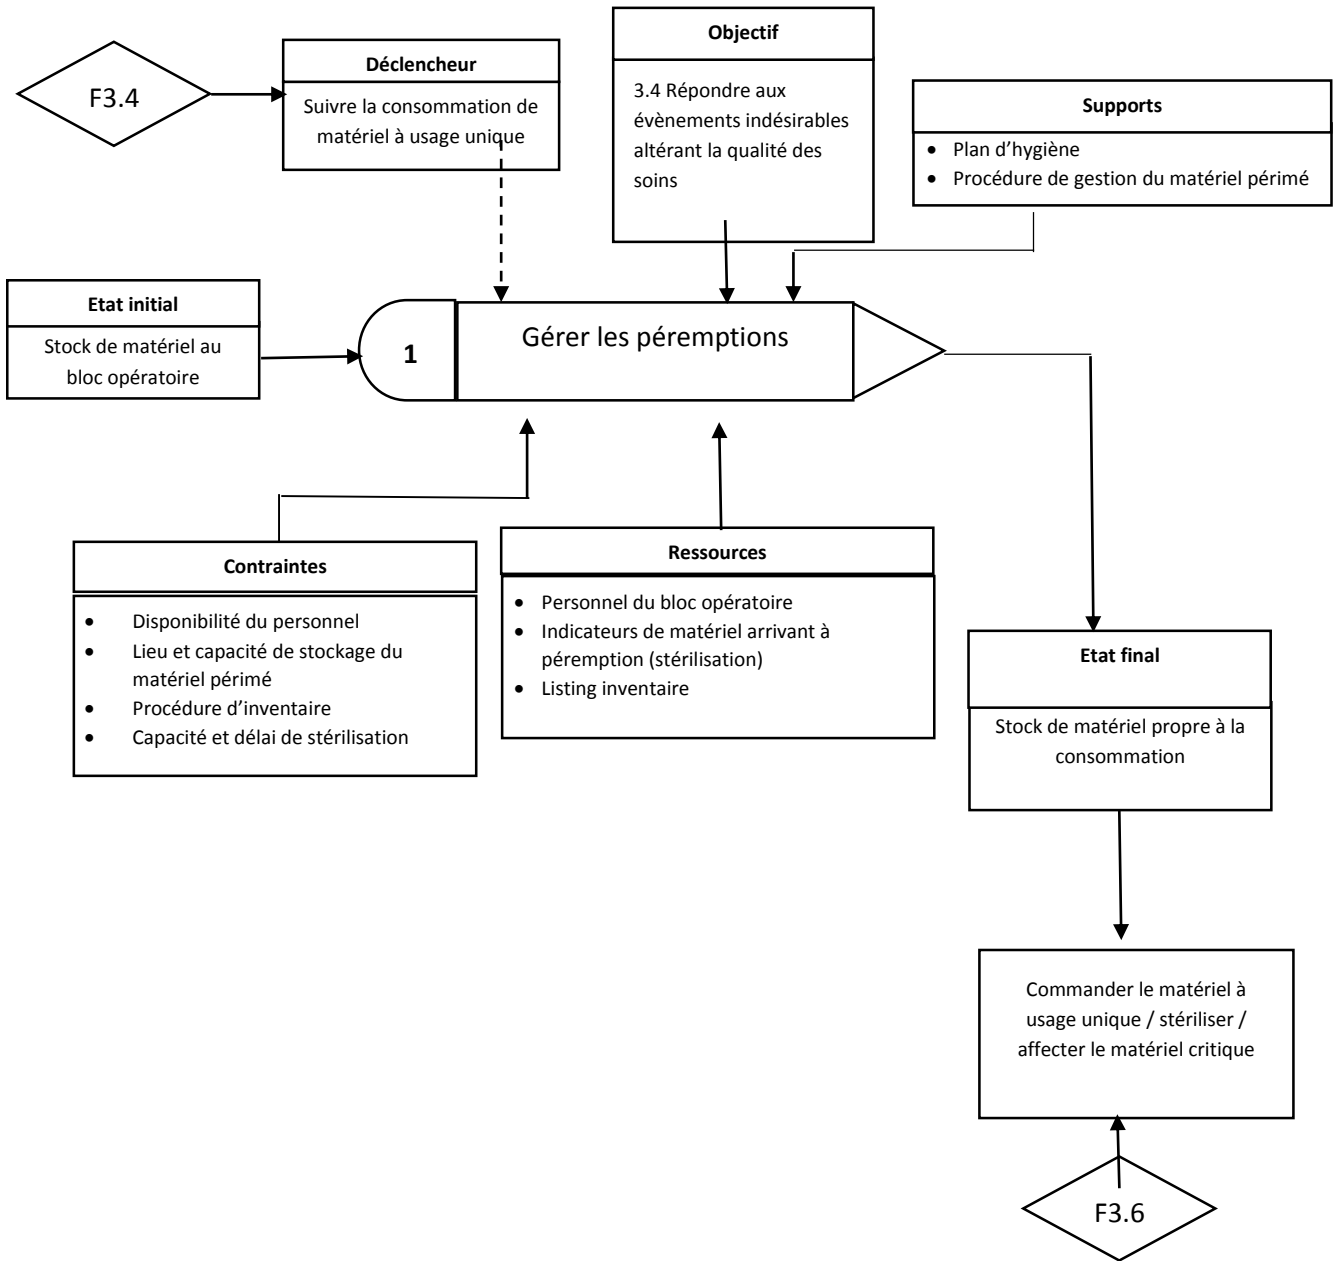 F3.4
Déclencheur
Suivre la consommation de
matériel à usage unique
Objectif
3.4 Répondre aux
évènements indésirables
altérant la qualité des
soins
Supports
• Plan d’hygiène
• Procédure de gestion du matériel périmé
Etat initial
Stock de matériel au
bloc opératoire
1
Gérer les péremptions
Contraintes
• Disponibilité du personnel
• Lieu et capacité de stockage du
matériel périmé
• Procédure d’inventaire
• Capacité et délai de stérilisation
Ressources
• Personnel du bloc opératoire
• Indicateurs de matériel arrivant à
péremption (stérilisation)
• Listing inventaire
Etat final
Stock de matériel propre à la
consommation
Commander le matériel à
usage unique / stériliser /
affecter le matériel critique
F3.6